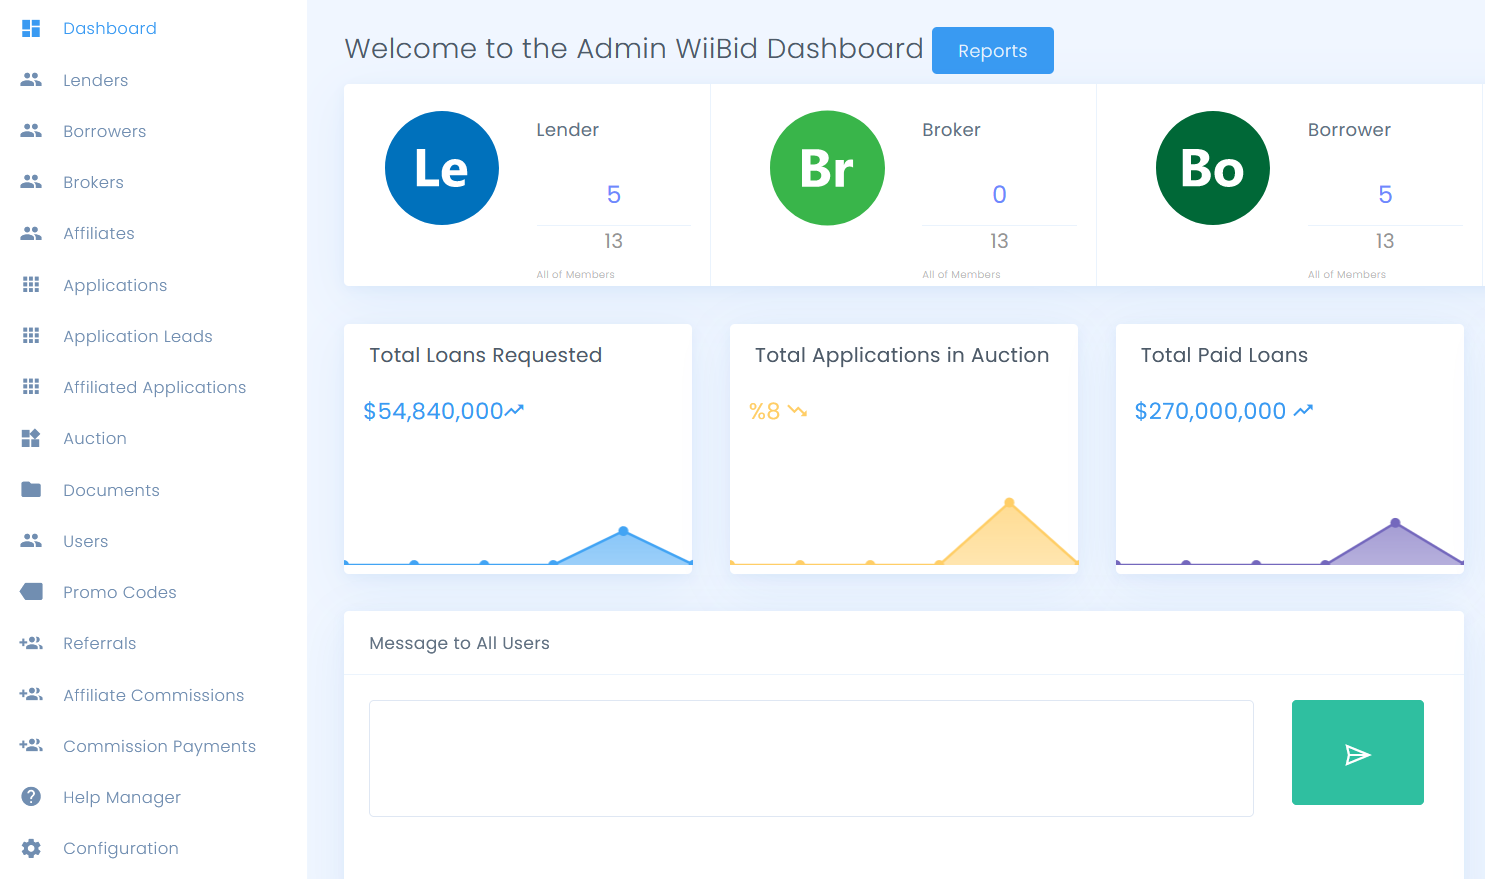 Dashboard
Lenders
Borrowers
Brokers
Affiliates
Applications
Application Leads
Affiliated Applications
Auction
Documents
Users
Promo Codes
Referrals
Affiliate Commissions
Commission Payments
Help Manager
Configuration
Welcome to the Admin WiiBid Dashboard
Reports
Le
Lender
5
13
All of Members
Br
Broker
0
13
All of Members
Bo
Borrower
5
13
All of Members
Total Loans Requested
$54,840,000
Total Applications in Auction
%8
Total Paid Loans
$270,000,000
Message to All Users